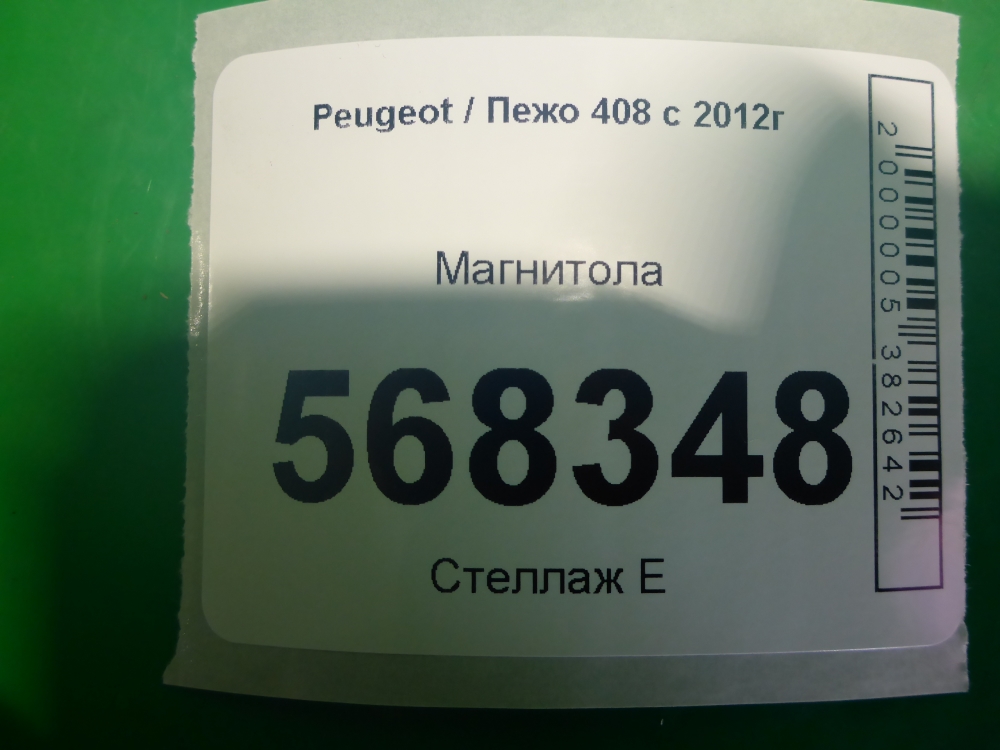 Peugeot / Пежо 408 с 2012г
Магнитола
568348
Стеллаж Е
2000005382642